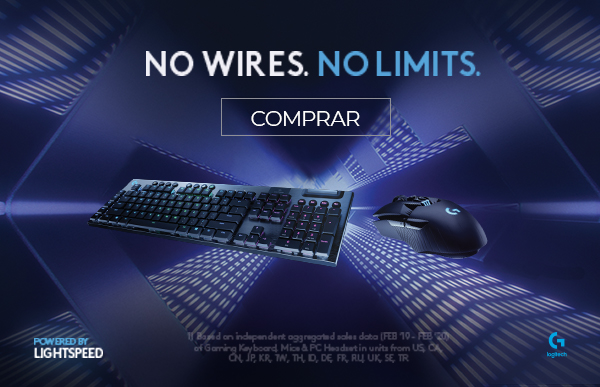 NO WIRES. NO LIMITS.
COMPRAR
POWERED BY
LIGHTSPEED
1) Based on independent aggregated sales data (FEB '19 - FEB '20)
of Gaming Keyboard, Mice & PC Headset in units from US, CA,
CN, JP, KR, TW, TH, ID, DE, FR, RU, UK, SE, TR
logitech